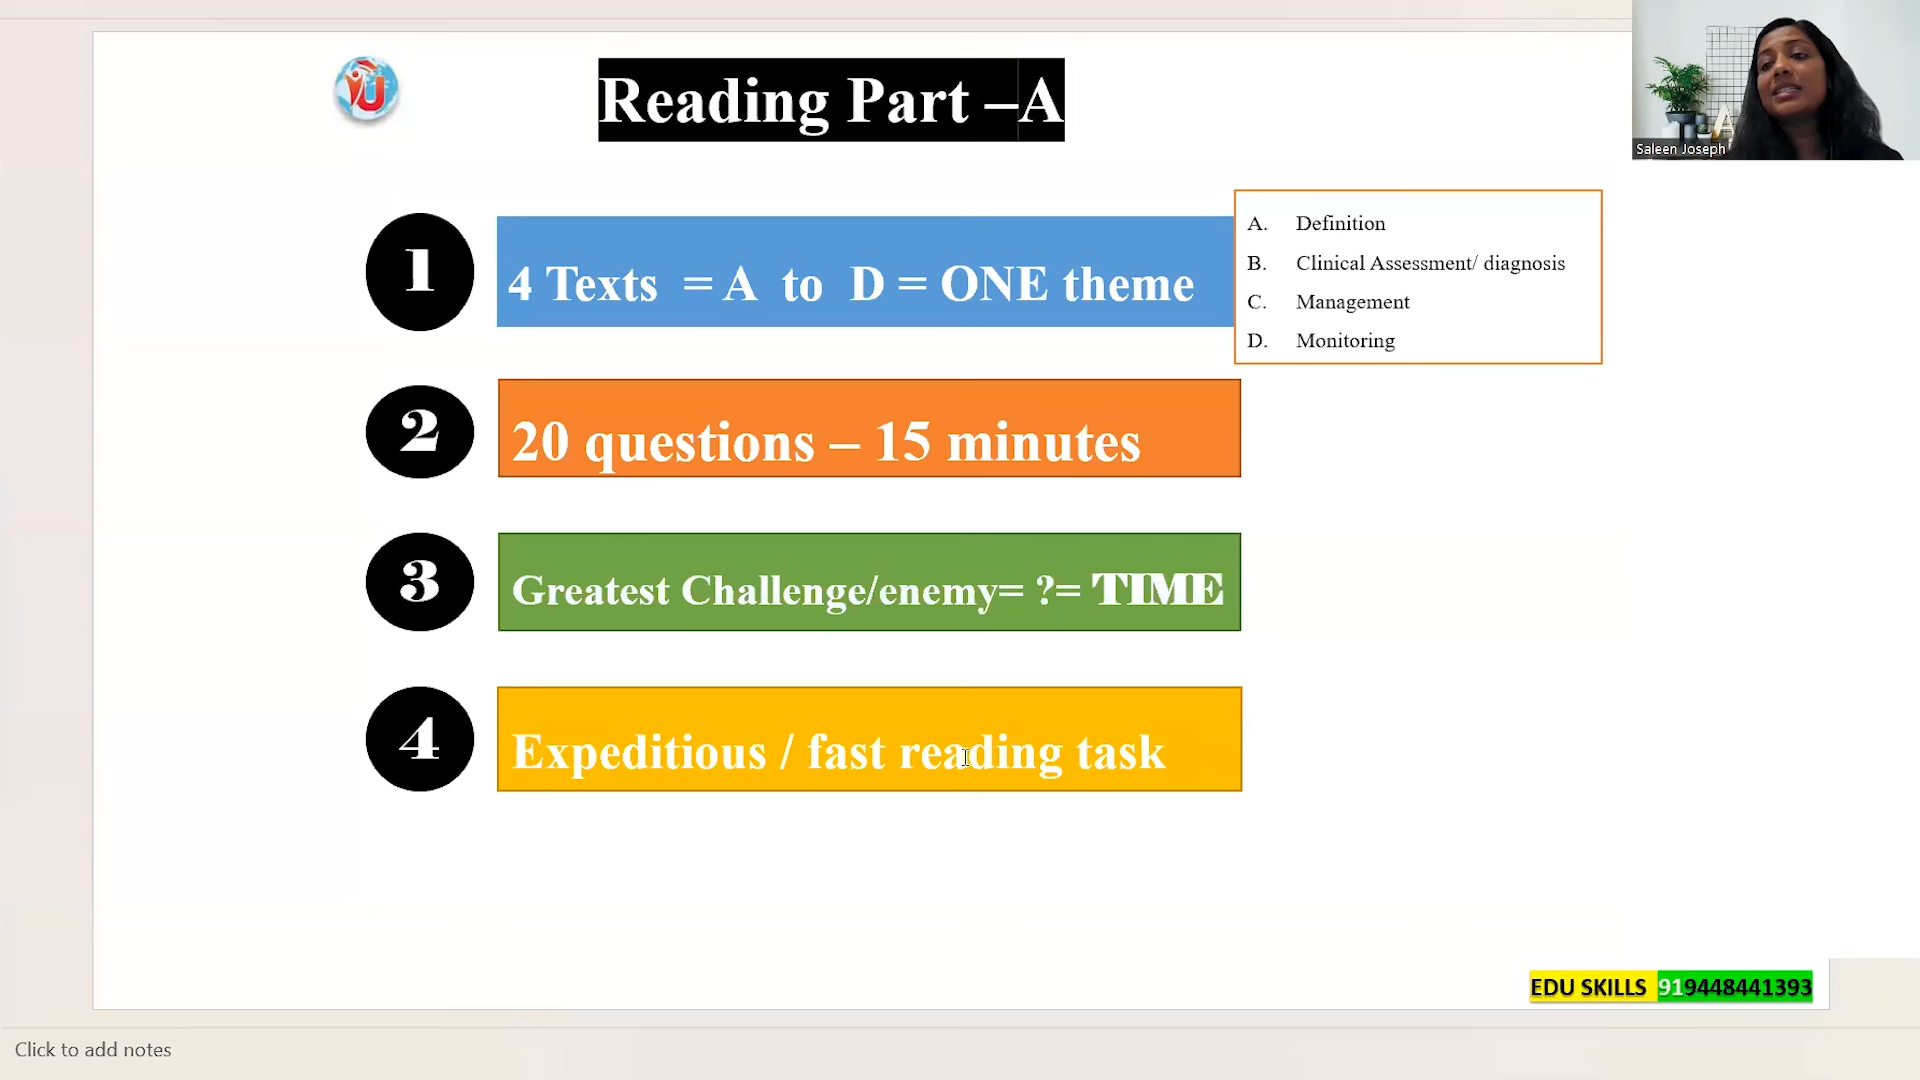 Reading Part –A
Saleen Joseph
1
4 Texts = A to D = ONE theme
A. Definition
B. Clinical Assessment/ diagnosis
C. Management
D. Monitoring
2
20 questions – 15 minutes
3
Greatest Challenge/enemy= ?= TIME
4
Expeditious / fast reading task
EDU SKILLS 919448441393
Click to add notes